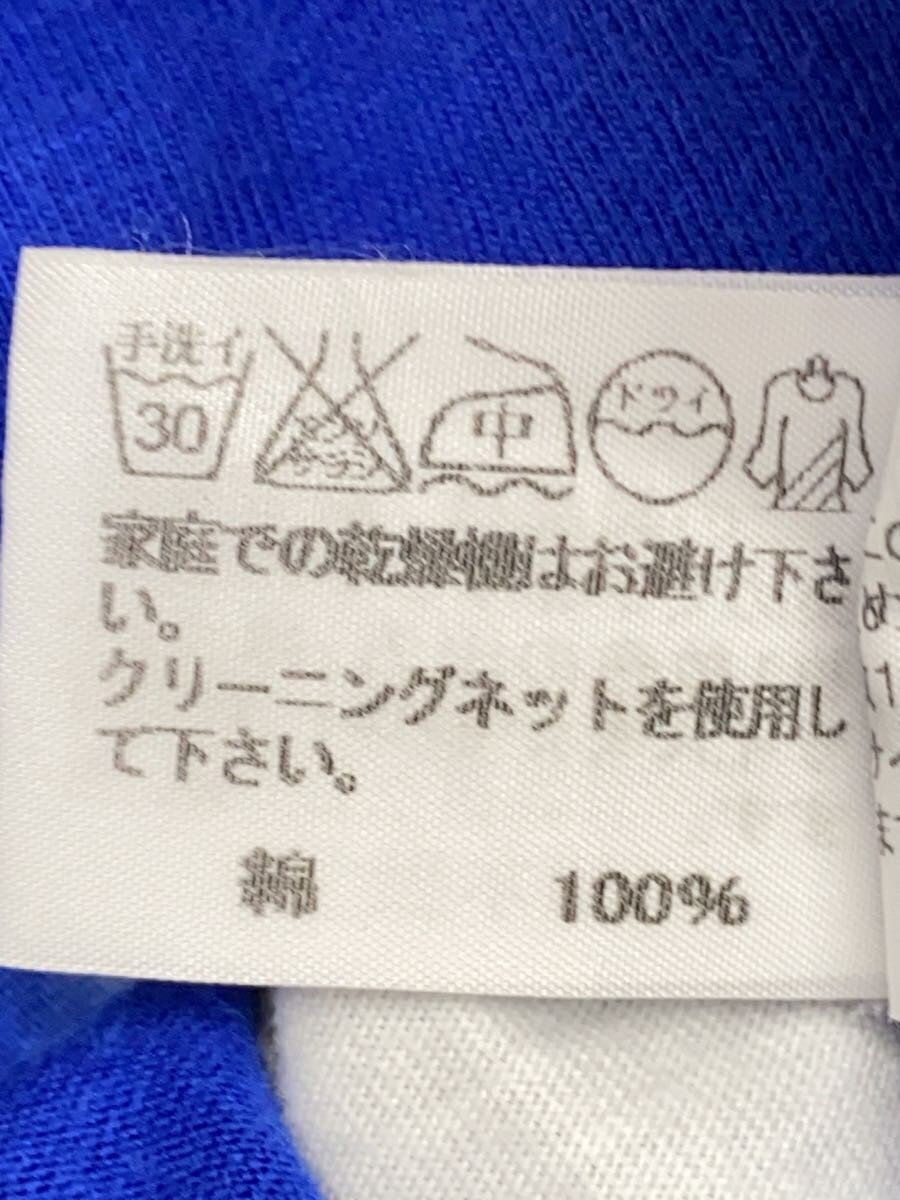 手洗イ
30
中
ドライ
家庭での乾燥機はお避け下さ
い。
クリーニングネットを使用し
て下さい。
綿 100%